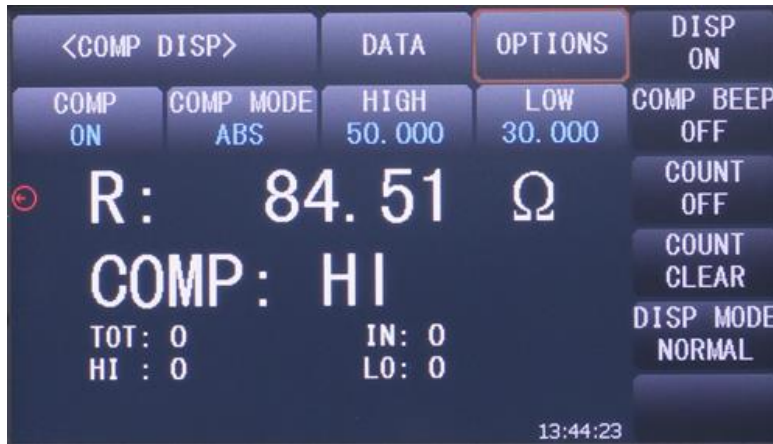 <COMP DISP>
DATA
OPTIONS
DISP
ON
COMP
ON
COMP MODE
ABS
HIGH
50.000
LOW
30.000
COMP BEEP
OFF
R: 84.51 Ω
COUNT
OFF
COMP: HI
COUNT
CLEAR
TOT: 0 IN: 0
HI : 0 LO: 0
DISP MODE
NORMAL
13:44:23